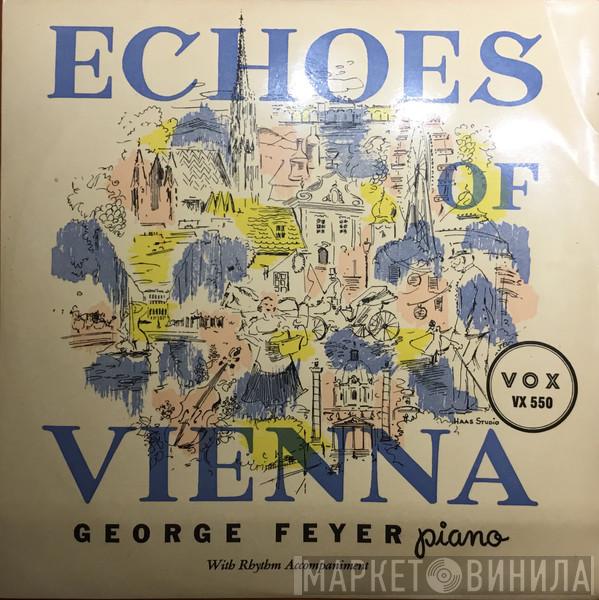 ECHOES
OF
VOX
VX 550
HAAS STUDIO
VIENNA
GEORGE FEYER piano
With Rhythm Accompaniment
МАРКЕТ ВИНИЛА